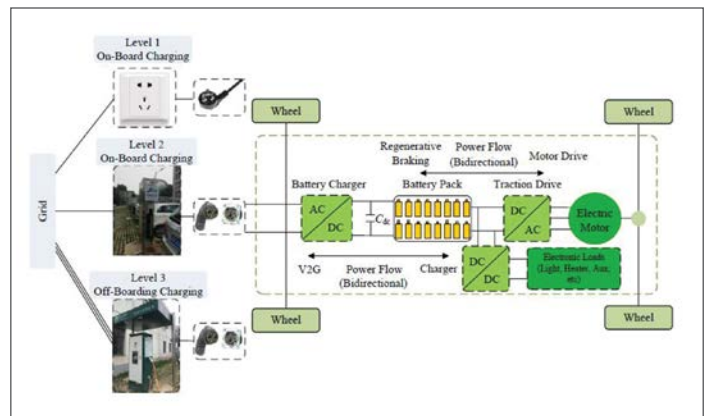 Level 1
On-Board Charging
Level 2
On-Board Charging
Level 3
Off-Boarding Charging
Grid
Wheel
Wheel
Wheel
Wheel
Regenerative
Braking
Power Flow
(Bidirectional)
Motor Drive
Battery Charger
Battery Pack
Traction Drive
AC
DC
Cdc
DC
AC
Electric
Motor
V2G
Power Flow
(Bidirectional)
Charger
DC
DC
Electronic Loads
(Light, Heater, Aux,
etc)